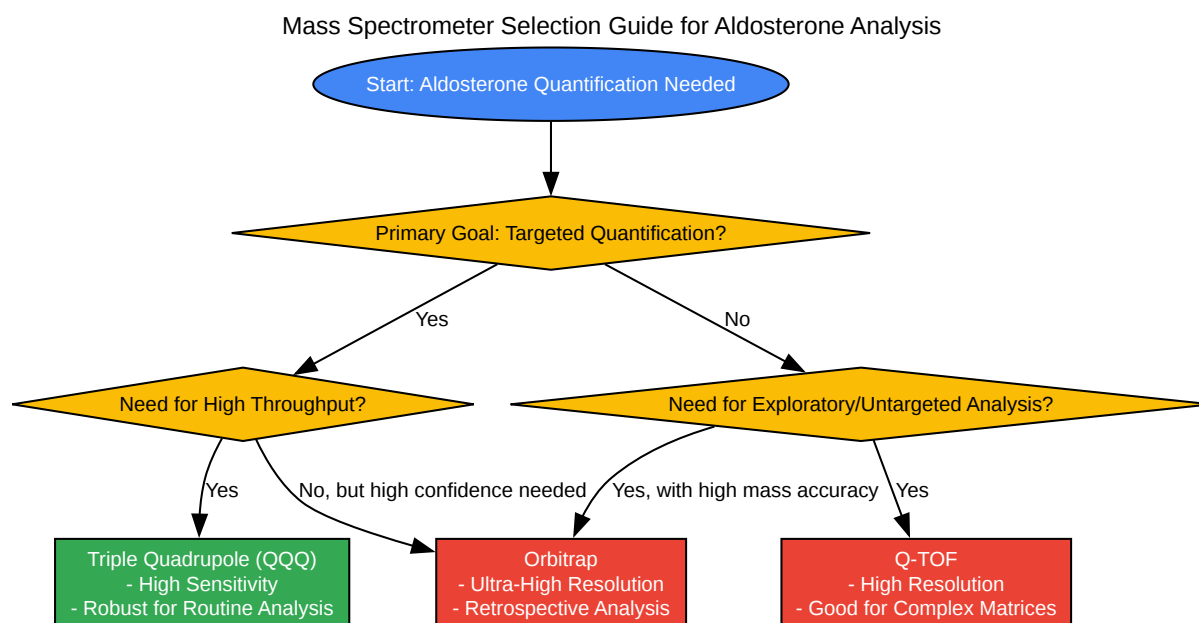 Mass Spectrometer Selection Guide for Aldosterone Analysis
Start: Aldosterone Quantification Needed
Primary Goal: Targeted Quantification?
Yes
No
Need for High Throughput?
Need for Exploratory/Untargeted Analysis?
Yes
No, but high confidence needed
Yes, with high mass accuracy
Yes
Triple Quadrupole (QQQ)
- High Sensitivity
- Robust for Routine Analysis
Orbitrap
- Ultra-High Resolution
- Retrospective Analysis
Q-TOF
- High Resolution
- Good for Complex Matrices